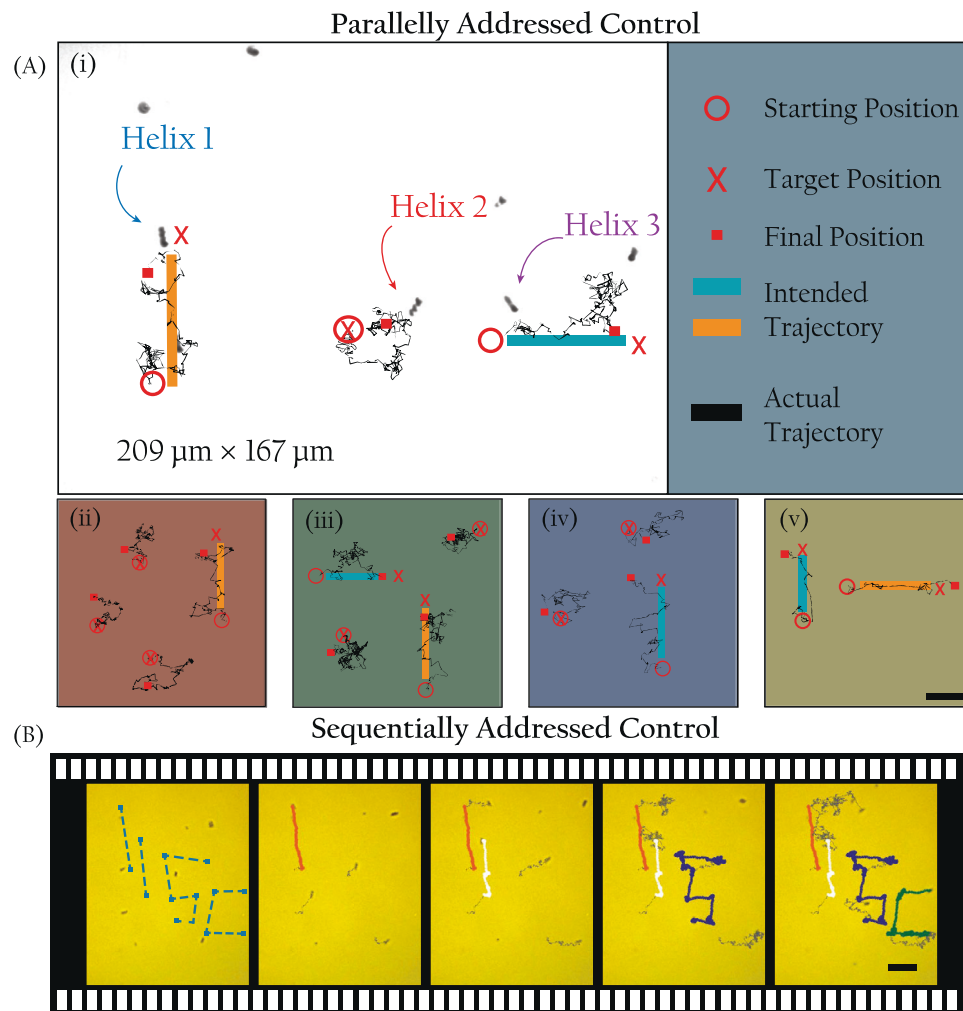 Parallelly Addressed Control
(A)
(i)
Helix 1
Helix 2
Helix 3
X
X
X
209 µm × 167 µm
Starting Position
X Target Position
Final Position
Intended
Trajectory
Actual
Trajectory
(ii)
X
X
X
X
(iii)
X
X
X
X
(iv)
X
X
X
(v)
X
X
Sequentially Addressed Control
(B)